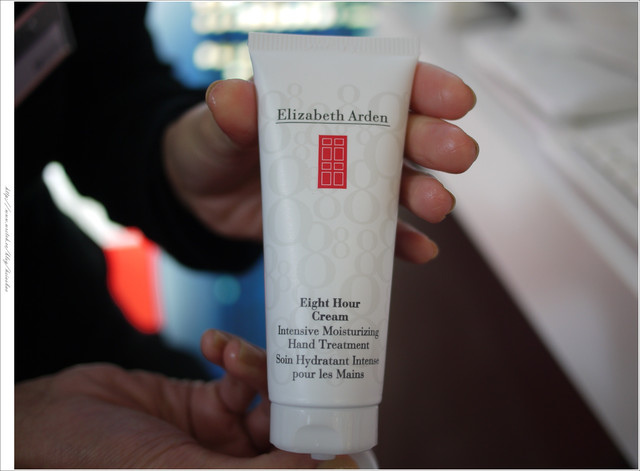 Elizabeth Arden
Eight Hour
Cream
Intensive Moisturizing
Hand Treatment
Soin Hydratant Intense
pour les Mains